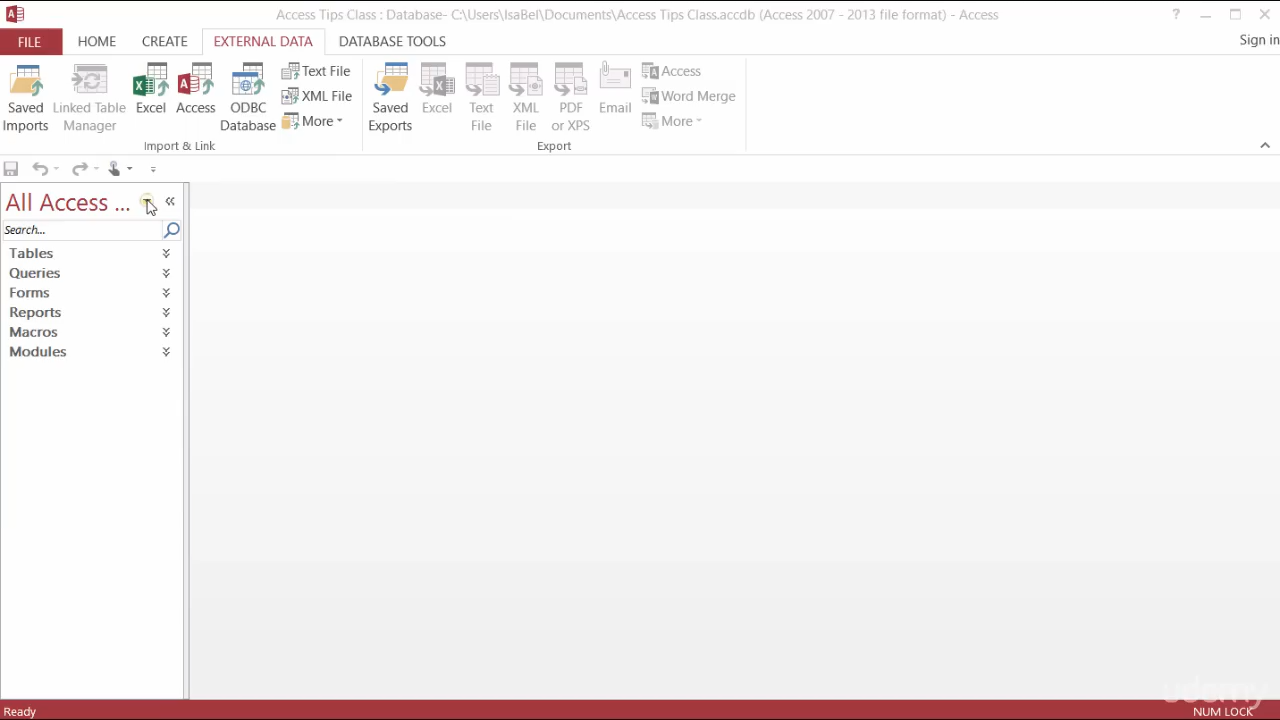 Access Tips Class : Database- C:\Users\IsaBel\Documents\Access Tips Class.accdb (Access 2007 - 2013 file format) - Access
?
FILE HOME CREATE EXTERNAL DATA DATABASE TOOLS Sign in
Saved Imports
Linked Table Manager
Excel
Access
ODBC Database
Text File
XML File
More
Saved Exports
Excel
Text File
XML File
PDF or XPS
Email
Access
Word Merge
More
Import & Link
Export
All Access ...
Search...
Tables
Queries
Forms
Reports
Macros
Modules
udemy
Ready NUM LOCK